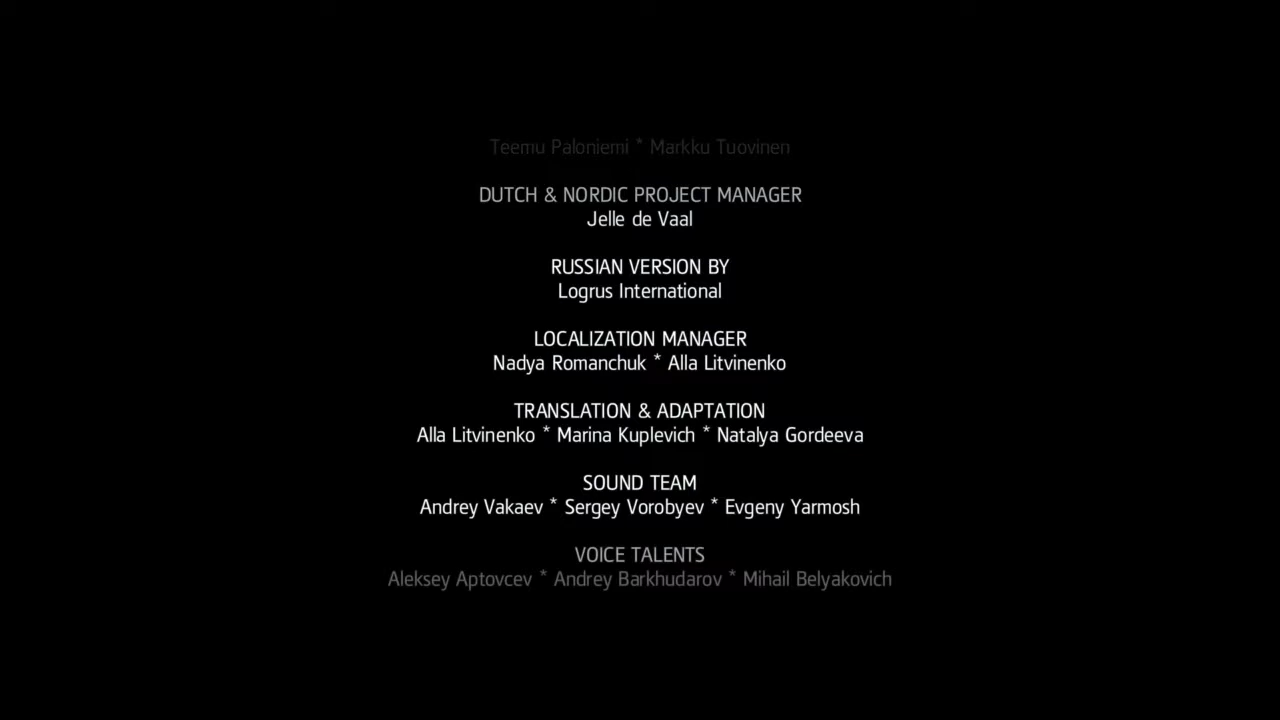 Teemu Paloniemi * Markku Tuovinen
DUTCH & NORDIC PROJECT MANAGER
Jelle de Vaal
RUSSIAN VERSION BY
Logrus International
LOCALIZATION MANAGER
Nadya Romanchuk * Alla Litvinenko
TRANSLATION & ADAPTATION
Alla Litvinenko * Marina Kuplevich * Natalya Gordeeva
SOUND TEAM
Andrey Vakaev * Sergey Vorobyev * Evgeny Yarmosh
VOICE TALENTS
Aleksey Aptovcev * Andrey Barkhudarov * Mihail Belyakovich